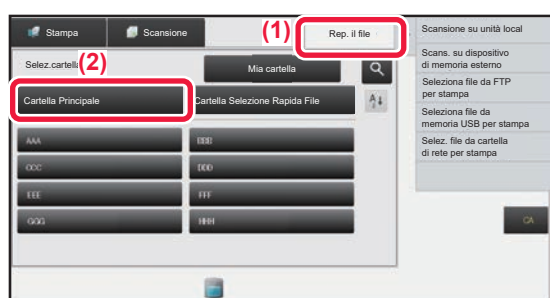 Stampa
Scansione
(1)
Rep. il file
Selez.cartella
(2)
Mia cartella
Cartella Principale
Cartella Selezione Rapida File
AAA
BBB
CCC
DDD
EEE
FFF
GGG
HHH
Scansione su unità local
Scans. su dispositivo
di memoria esterno
Seleziona file da FTP
per stampa
Seleziona file da
memoria USB per stampa
Selez. file da cartella
di rete per stampa
CA